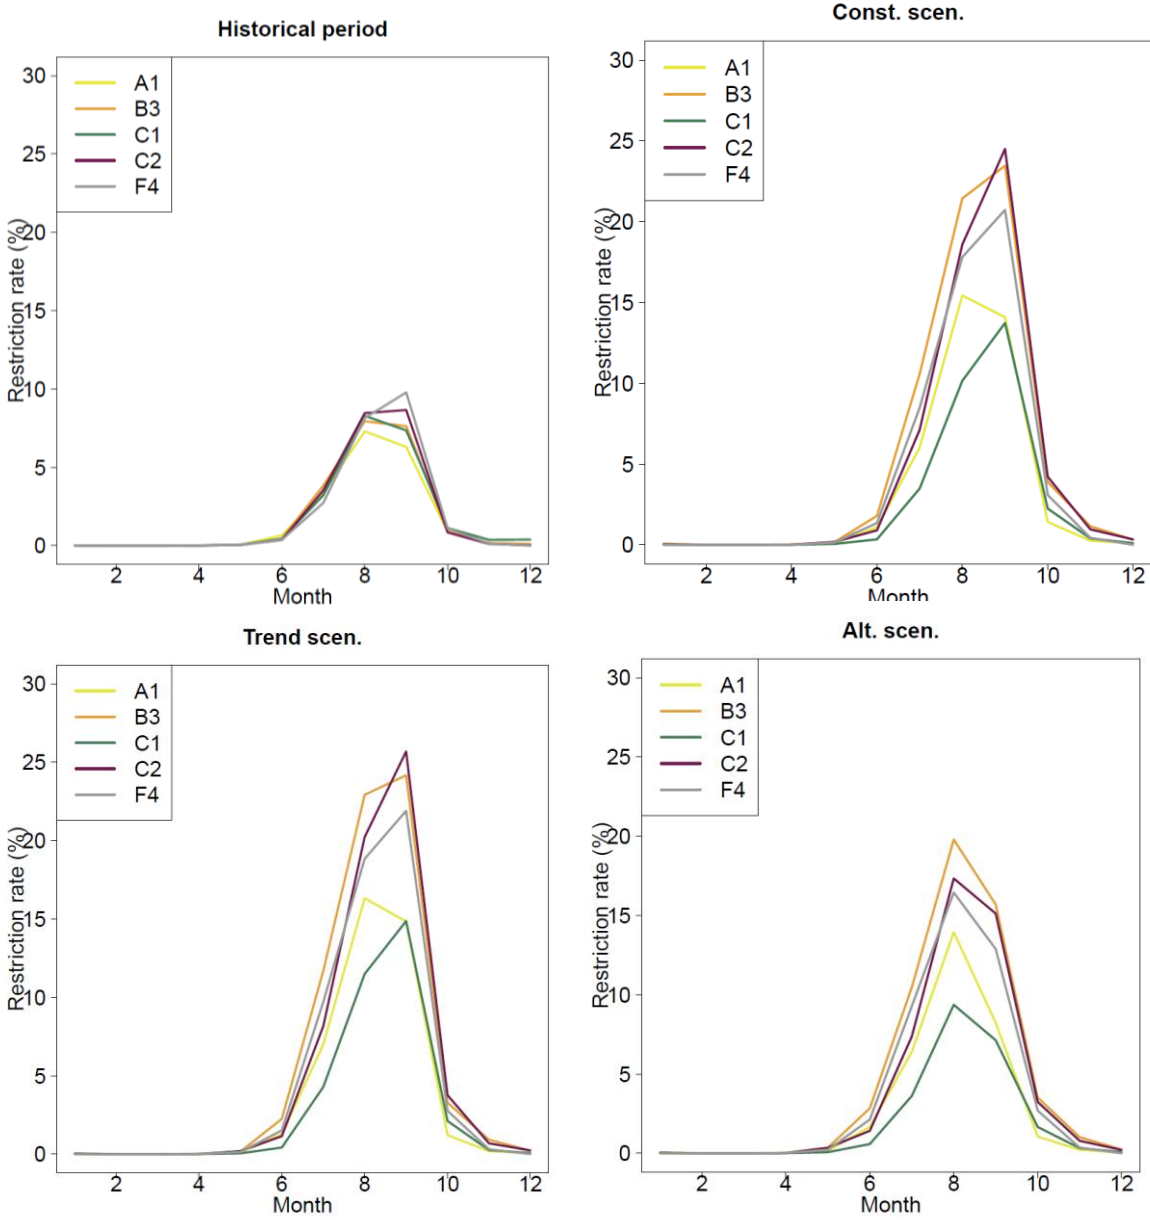 Historical period
A1
B3
C1
C2
F4
30
25
20
15
10
5
0
Restriction rate (%)
2 4 6 8 10 12
Month
Const. scen.
A1
B3
C1
C2
F4
30
25
20
15
10
5
0
Restriction rate (%)
2 4 6 8 10 12
Month
Trend scen.
A1
B3
C1
C2
F4
30
25
20
15
10
5
0
Restriction rate (%)
2 4 6 8 10 12
Month
Alt. scen.
A1
B3
C1
C2
F4
30
25
20
15
10
5
0
Restriction rate (%)
2 4 6 8 10 12
Month